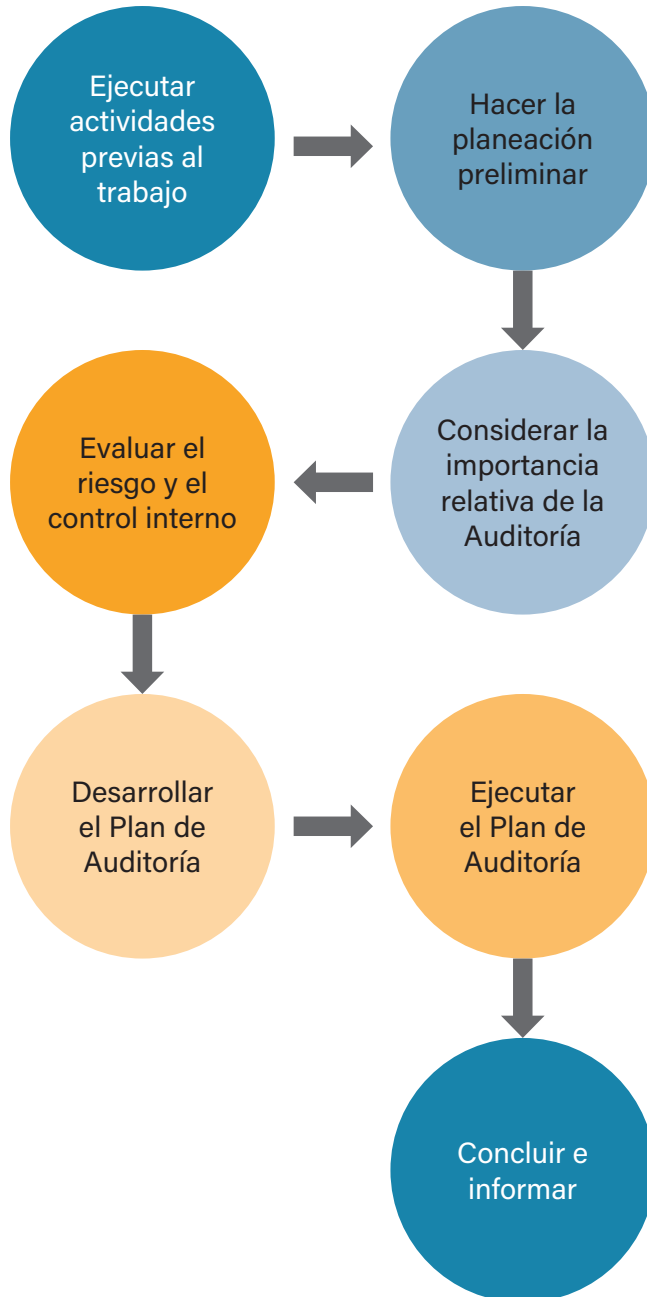 Ejecutar
actividades
previas al
trabajo
Hacer la
planeación
preliminar
Considerar la
importancia
relativa de la
Auditoría
Evaluar el
riesgo y el
control interno
Desarrollar
el Plan de
Auditoría
Ejecutar
el Plan de
Auditoría
Concluir e
informar